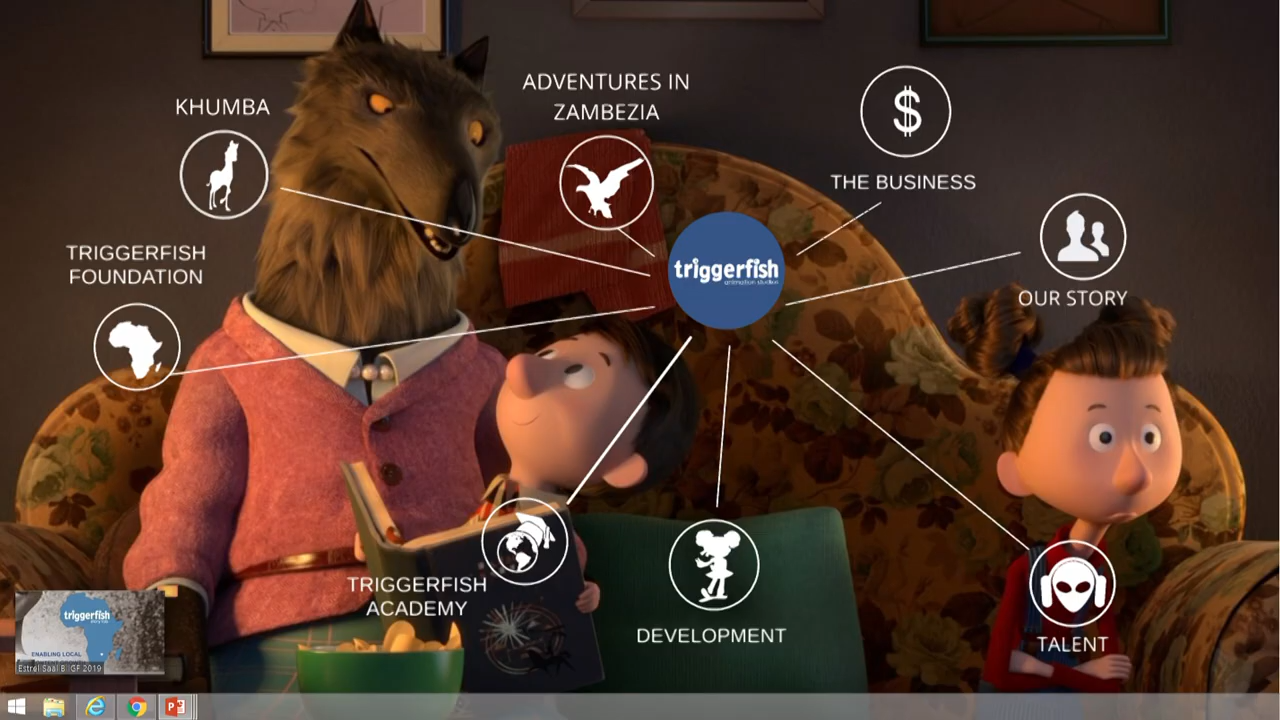 ADVENTURES IN
ZAMBEZIA
KHUMBA
$
THE BUSINESS
TRIGGERFISH
FOUNDATION
triggerfish
animation studios
OUR STORY
TRIGGERFISH
ACADEMY
DEVELOPMENT
TALENT
triggerfish
ENABLING LOCAL
Estrel Saal B IGF 2019